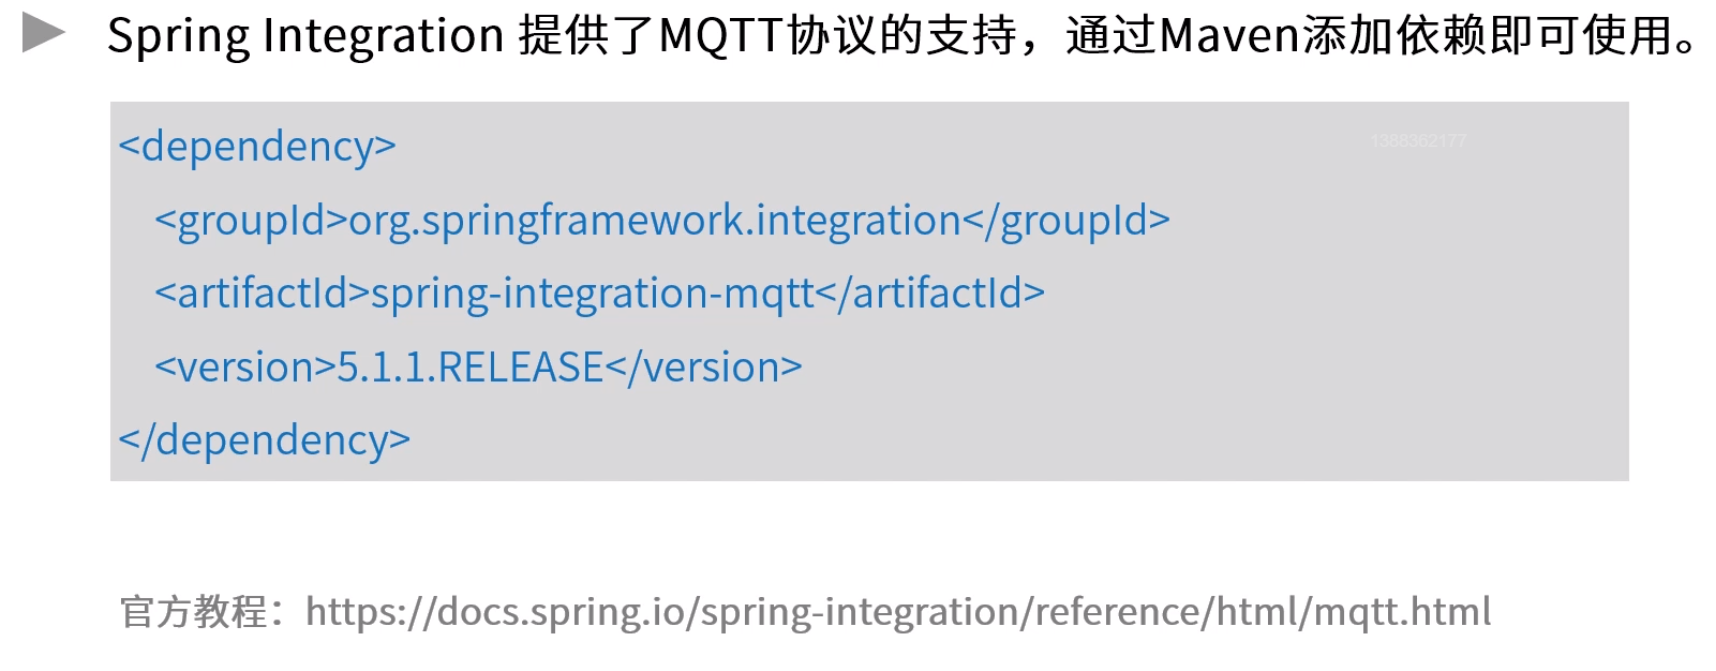 Spring Integration 提供了MQTT协议的支持，通过Maven添加依赖即可使用。
<dependency>
1388362177
<groupId>org.springframework.integration</groupId>
<artifactId>spring-integration-mqtt</artifactId>
<version>5.1.1.RELEASE</version>
</dependency>
官方教程：https://docs.spring.io/spring-integration/reference/html/mqtt.html